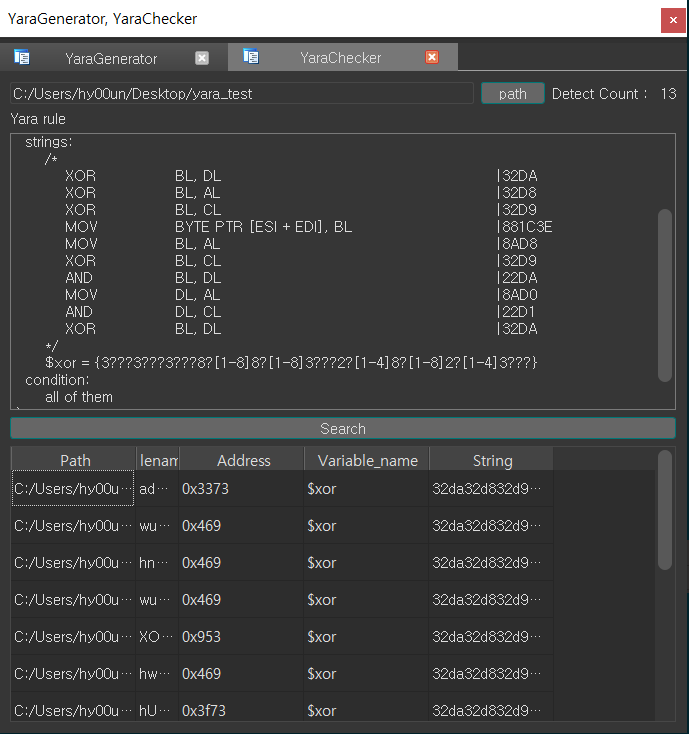 YaraGenerator, YaraChecker
YaraGenerator YaraChecker
C:/Users/hy00un/Desktop/yara_test path Detect Count : 13
Yara rule
strings:
/*
XOR BL, DL |32DA
XOR BL, AL |32D8
XOR BL, CL |32D9
MOV BYTE PTR [ESI + EDI], BL |881C3E
MOV BL, AL |8AD8
XOR BL, CL |32D9
AND BL, DL |22DA
MOV DL, AL |8AD0
AND DL, CL |22D1
XOR BL, DL |32DA
*/
$xor = {3???3???3???8?[1-8]8?[1-8]3???2?[1-4]8?[1-8]2?[1-4]3???}
condition:
all of them
Search
Path lenam Address Variable_name String
C:/Users/hy00u··· ad··· 0x3373 $xor 32da32d832d9···
C:/Users/hy00u··· wu··· 0x469 $xor 32da32d832d9···
C:/Users/hy00u··· hn··· 0x469 $xor 32da32d832d9···
C:/Users/hy00u··· wu··· 0x469 $xor 32da32d832d9···
C:/Users/hy00u··· XO··· 0x953 $xor 32da32d832d9···
C:/Users/hy00u··· hw··· 0x469 $xor 32da32d832d9···
C:/Users/hy00u··· hU··· 0x3f73 $xor 32da32d832d9···